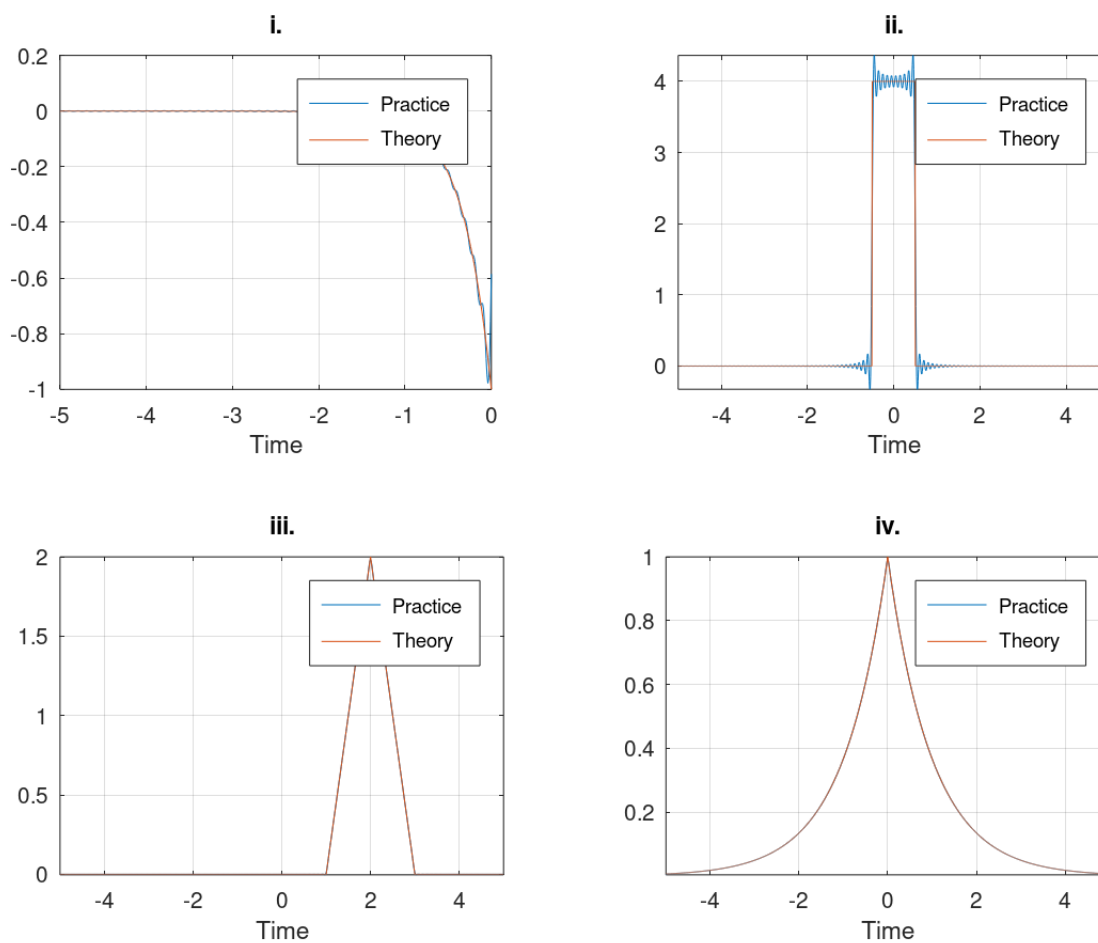 i.
0.2
0
-0.2
-0.4
-0.6
-0.8
-1
-5 -4 -3 -2 -1 0
Time
Practice
Theory
ii.
4
3
2
1
0
-4 -2 0 2 4
Time
Practice
Theory
iii.
2
1.5
1
0.5
0
-4 -2 0 2 4
Time
Practice
Theory
iv.
1
0.8
0.6
0.4
0.2
-4 -2 0 2 4
Time
Practice
Theory